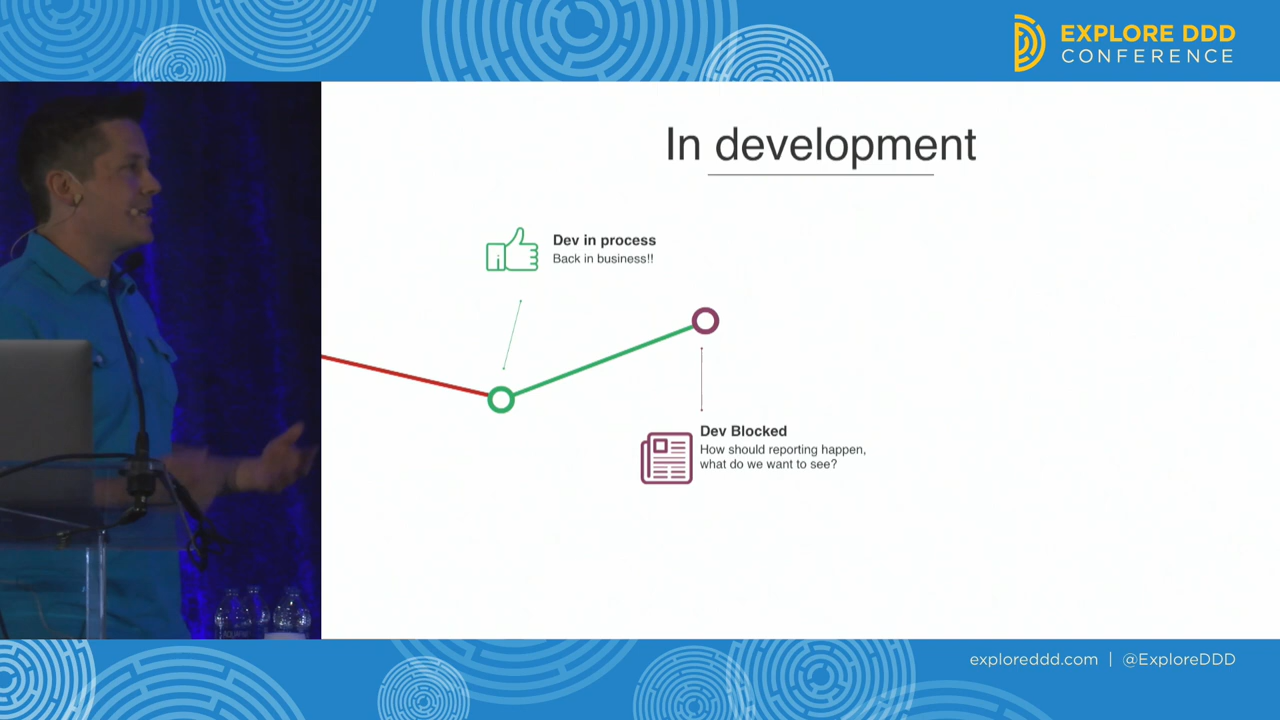 EXPLORE DDD
CONFERENCE
In development
Dev in process
Back in business!!
Dev Blocked
How should reporting happen,
what do we want to see?
exploreddd.com | @ExploreDDD